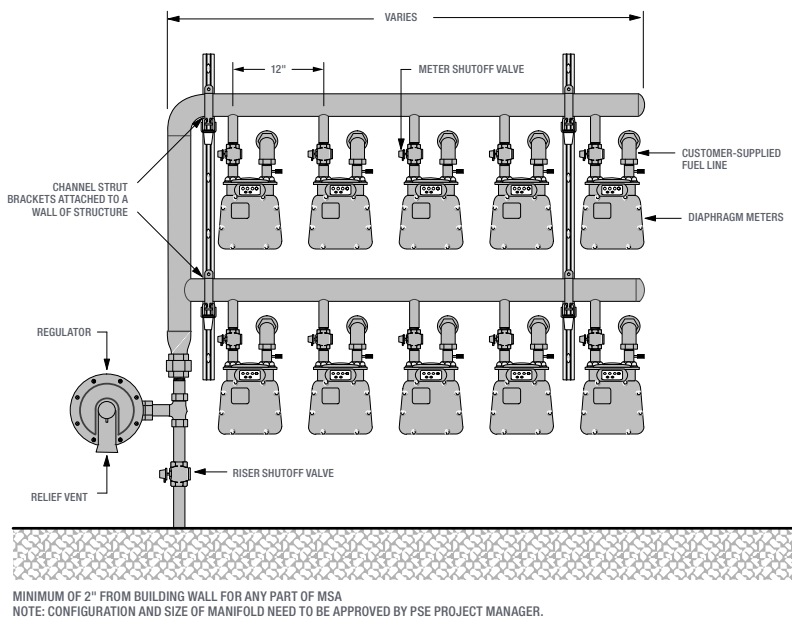 VARIES
12"
METER SHUTOFF VALVE
CUSTOMER-SUPPLIED
FUEL LINE
CHANNEL STRUT
BRACKETS ATTACHED TO A
WALL OF STRUCTURE
DIAPHRAGM METERS
REGULATOR
RISER SHUTOFF VALVE
RELIEF VENT
MINIMUM OF 2" FROM BUILDING WALL FOR ANY PART OF MSA
NOTE: CONFIGURATION AND SIZE OF MANIFOLD NEED TO BE APPROVED BY PSE PROJECT MANAGER.